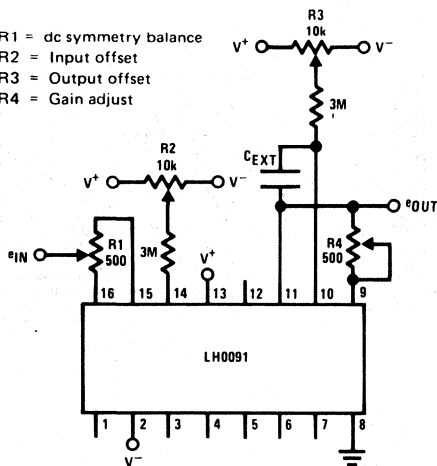 R1 = dc symmetry balance
R2 = Input offset
R3 = Output offset
R4 = Gain adjust
R3
10k
V+
V−
3M
CEXT
R2
10k
V+
V−
eOUT
eIN
R1
500
3M
V+
R4
500
16
15
14
13
12
11
10
9
LH0091
1
2
3
4
5
6
7
8
V−